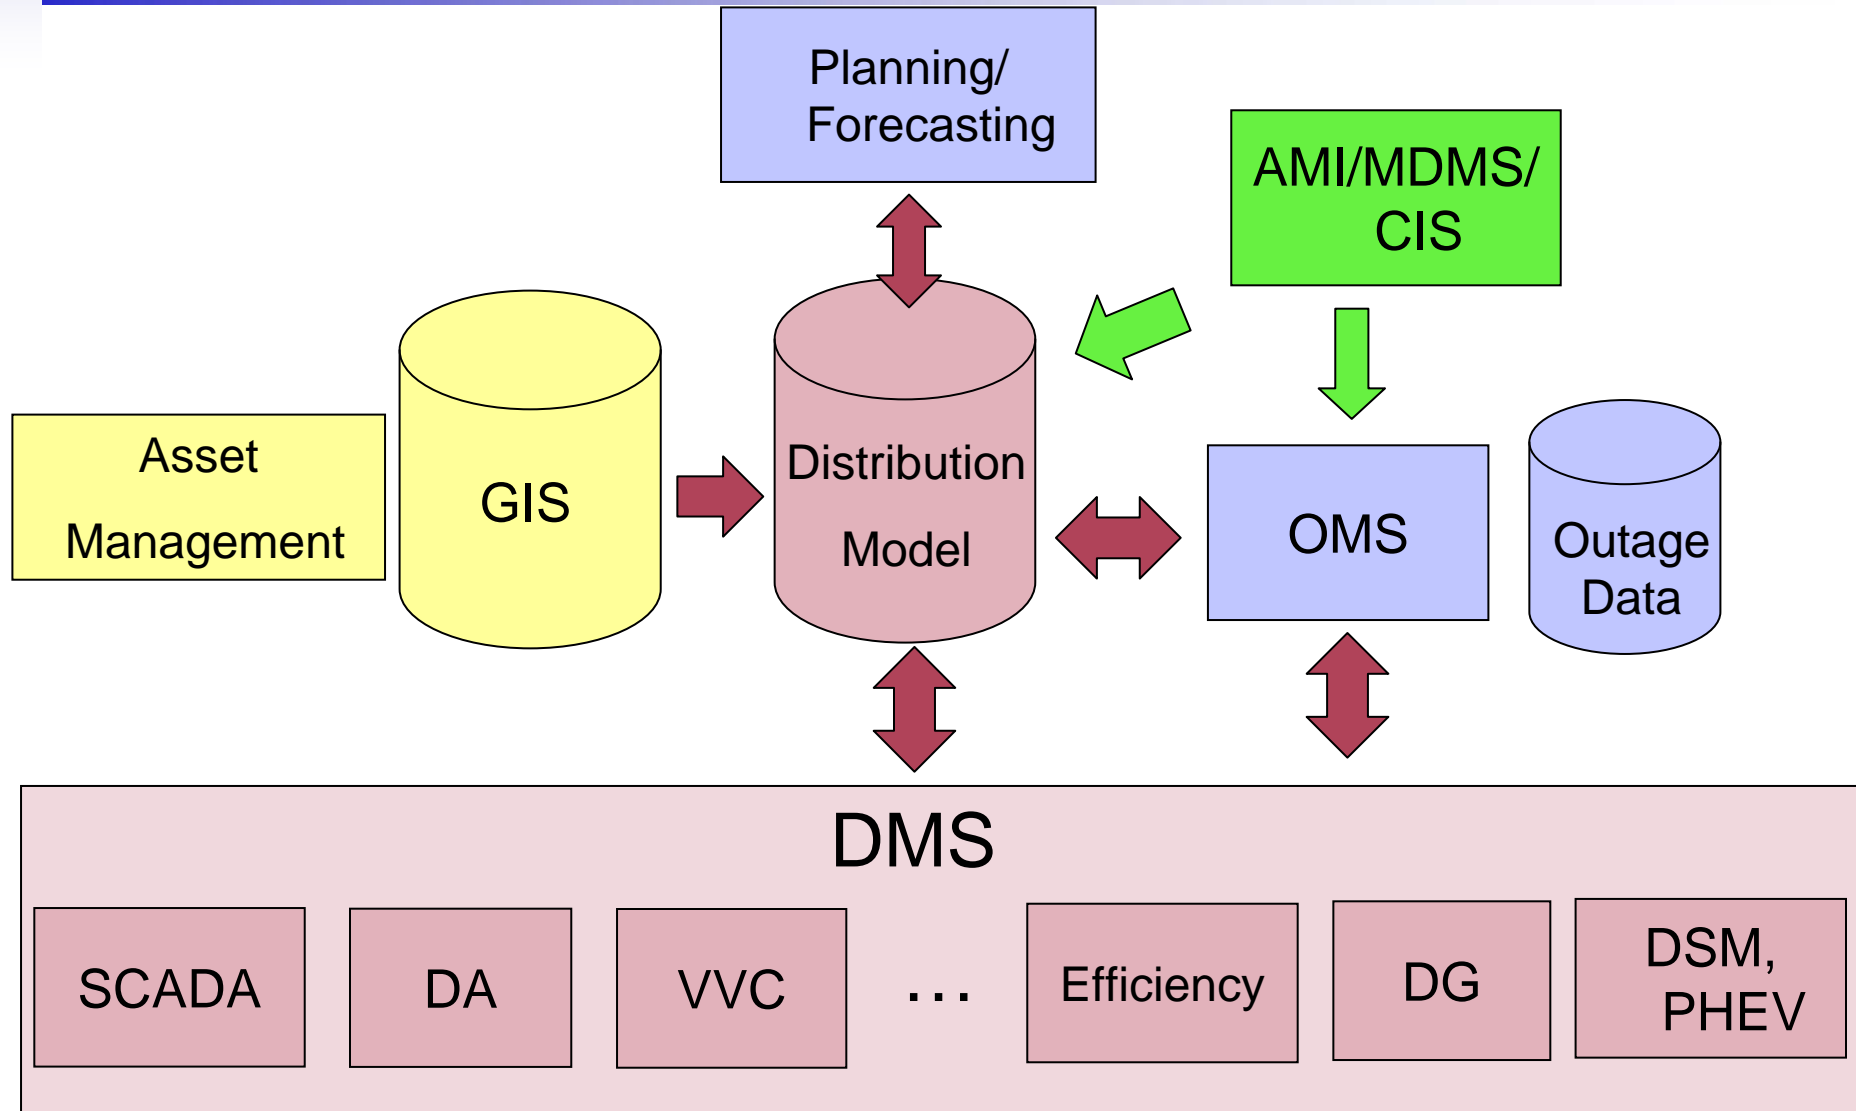 Planning/
Forecasting
AMI/MDMS/
CIS
Asset
Management
GIS
Distribution
Model
OMS
Outage
Data
DMS
SCADA
DA
VVC
...
Efficiency
DG
DSM,
PHEV